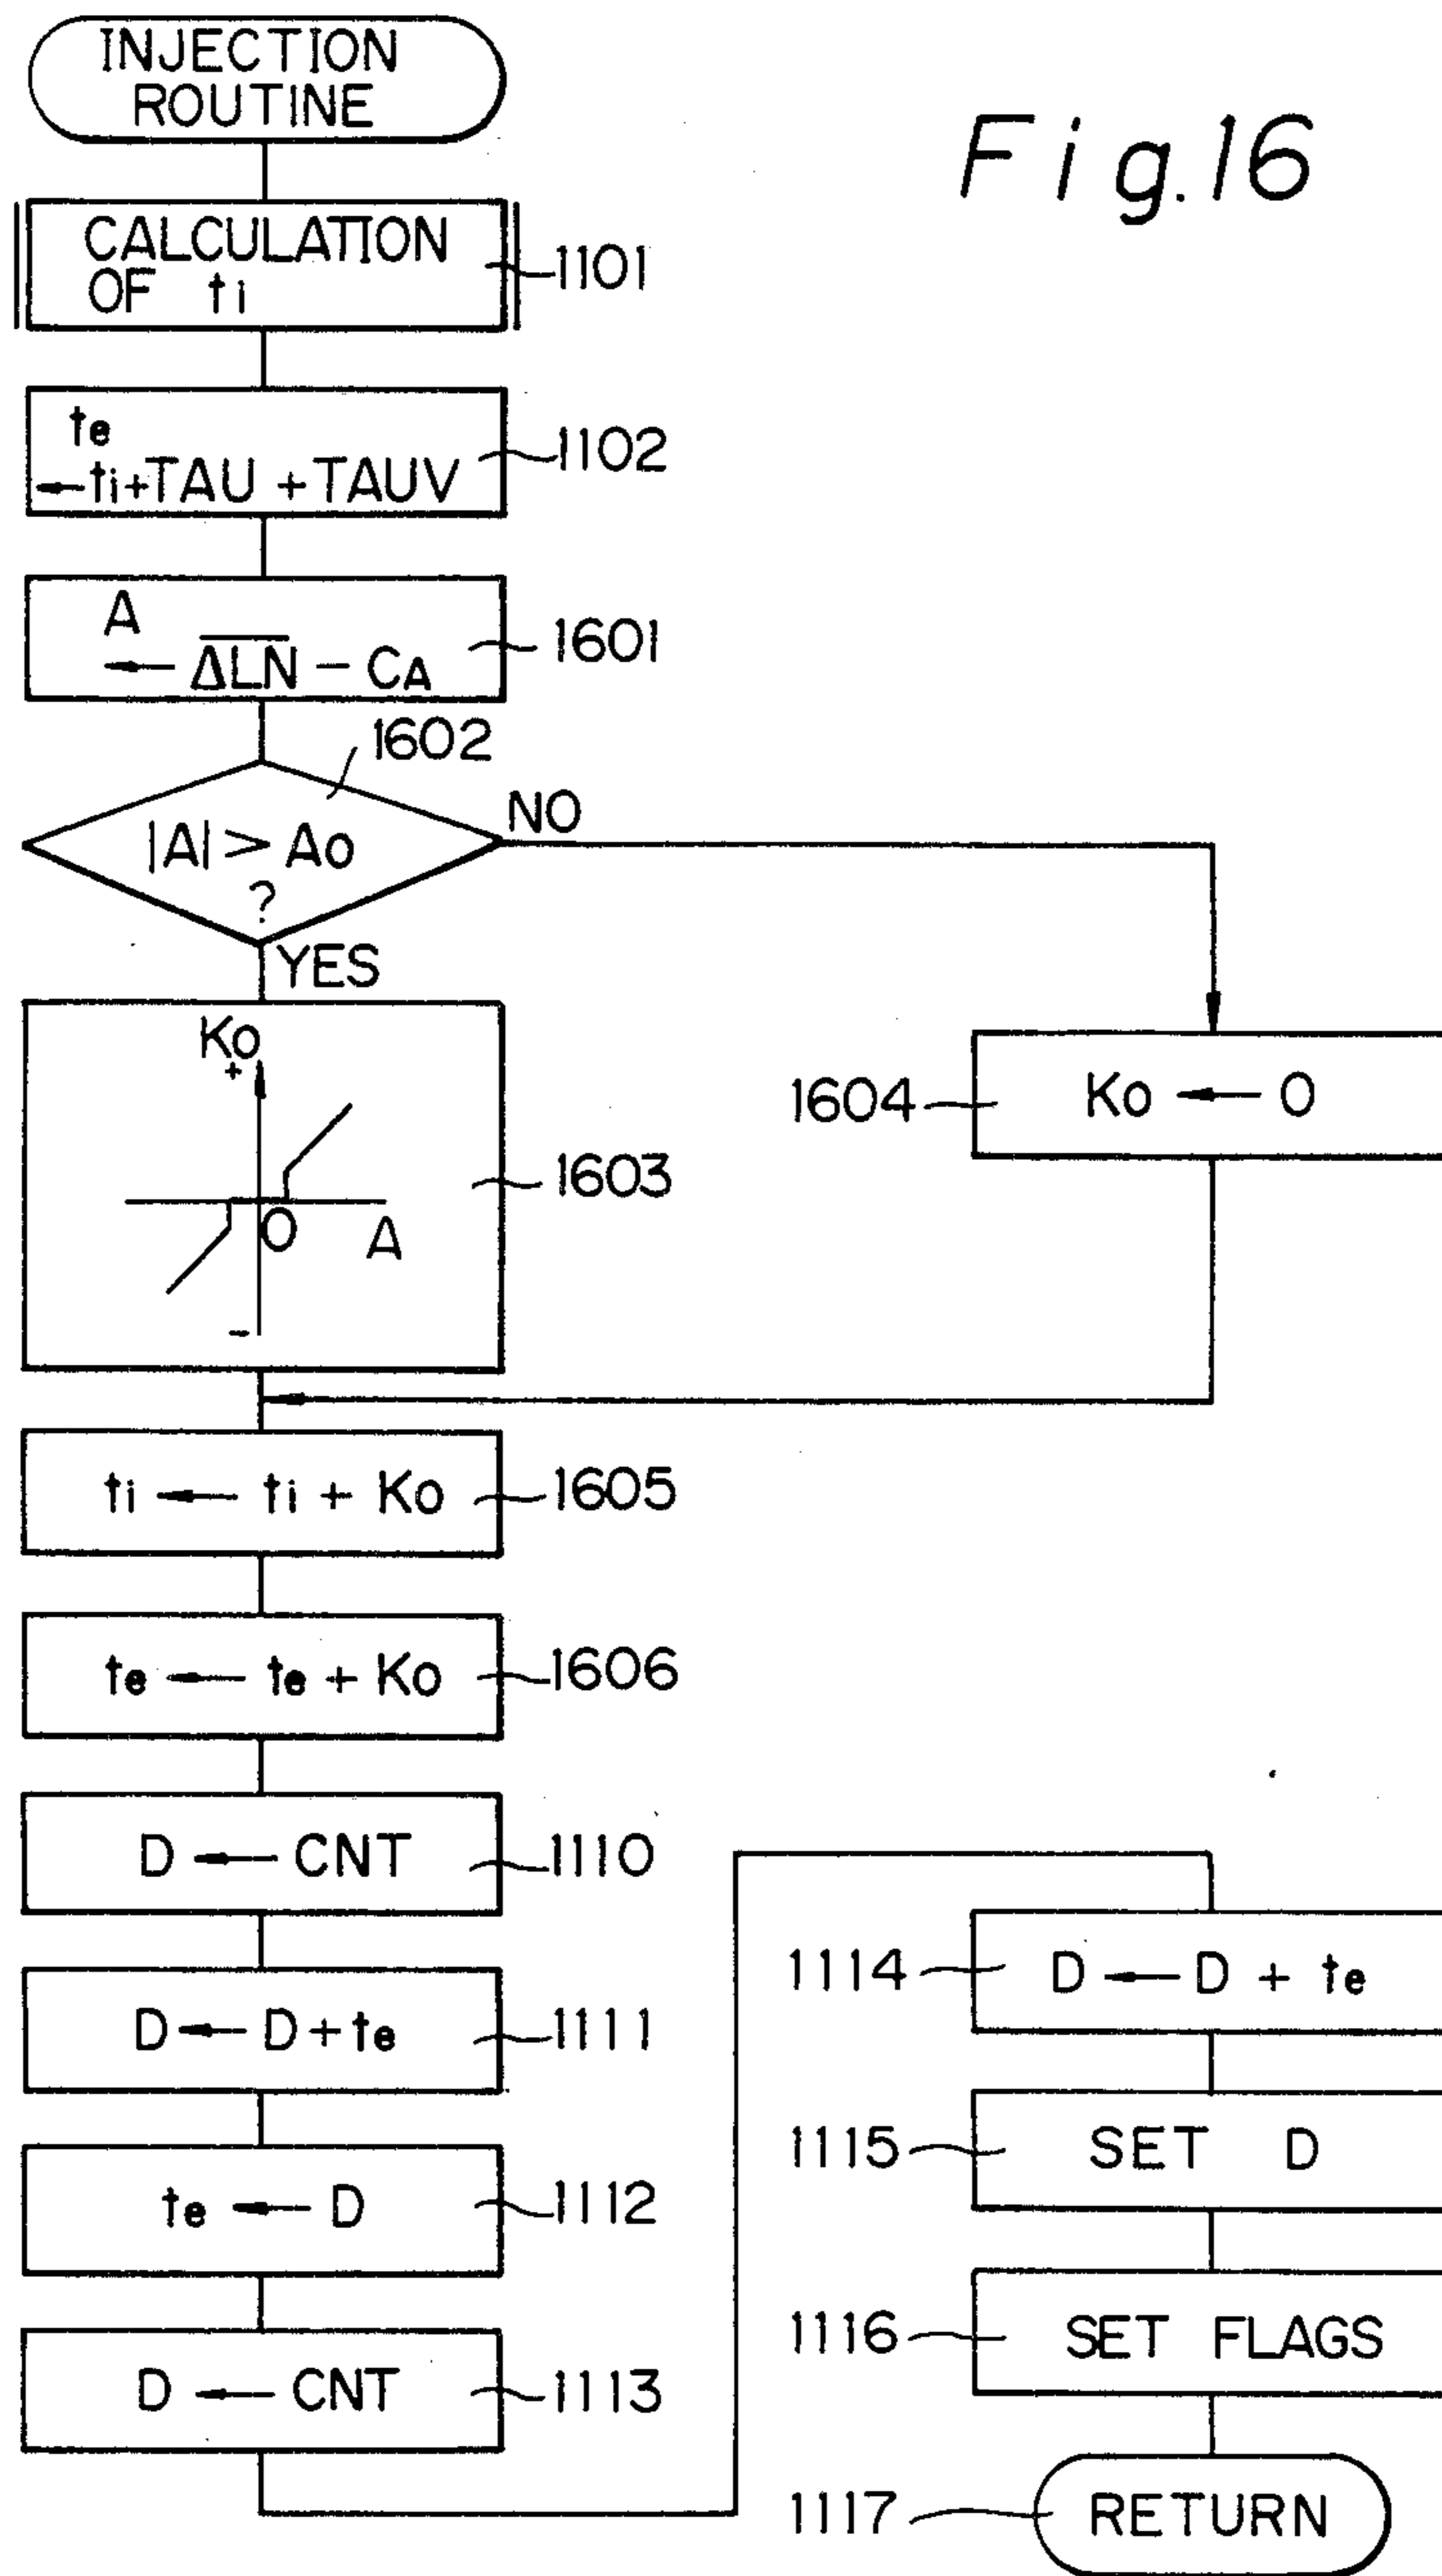 INJECTION
ROUTINE
Fig.16
CALCULATION
OF ti
1101
te
←ti+TAU+TAUV
1102
A
← \overline{ΔLN} - CA
1601
1602
|A| > Ao
?
NO
YES
Ko
+
O
A
-
1603
1604
Ko ← O
ti ← ti + Ko
1605
te ← te + Ko
1606
D ← CNT
1110
D ← D + te
1111
te ← D
1112
D ← CNT
1113
1114
D ← D + te
1115
SET D
1116
SET FLAGS
1117
RETURN